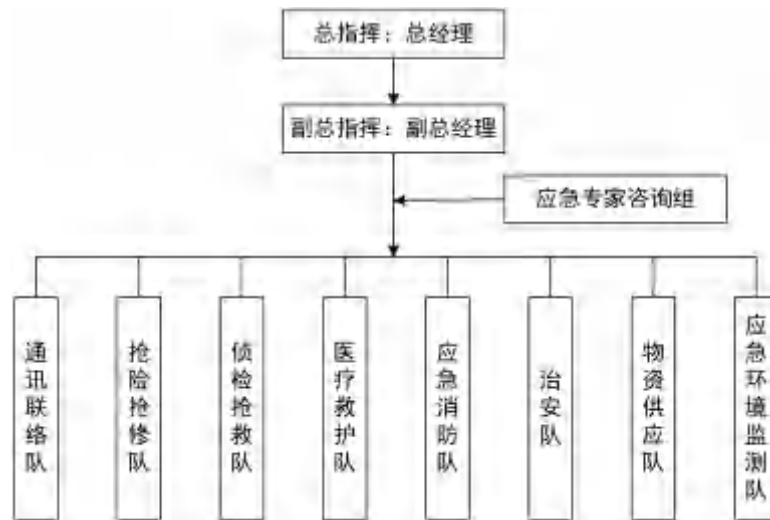 总指挥：总经理
副总指挥：副总经理
应急专家咨询组
通讯联络队
抢险抢修队
侦检抢救队
医疗救护队
应急消防队
治安队
物资供应队
应急环境监测队